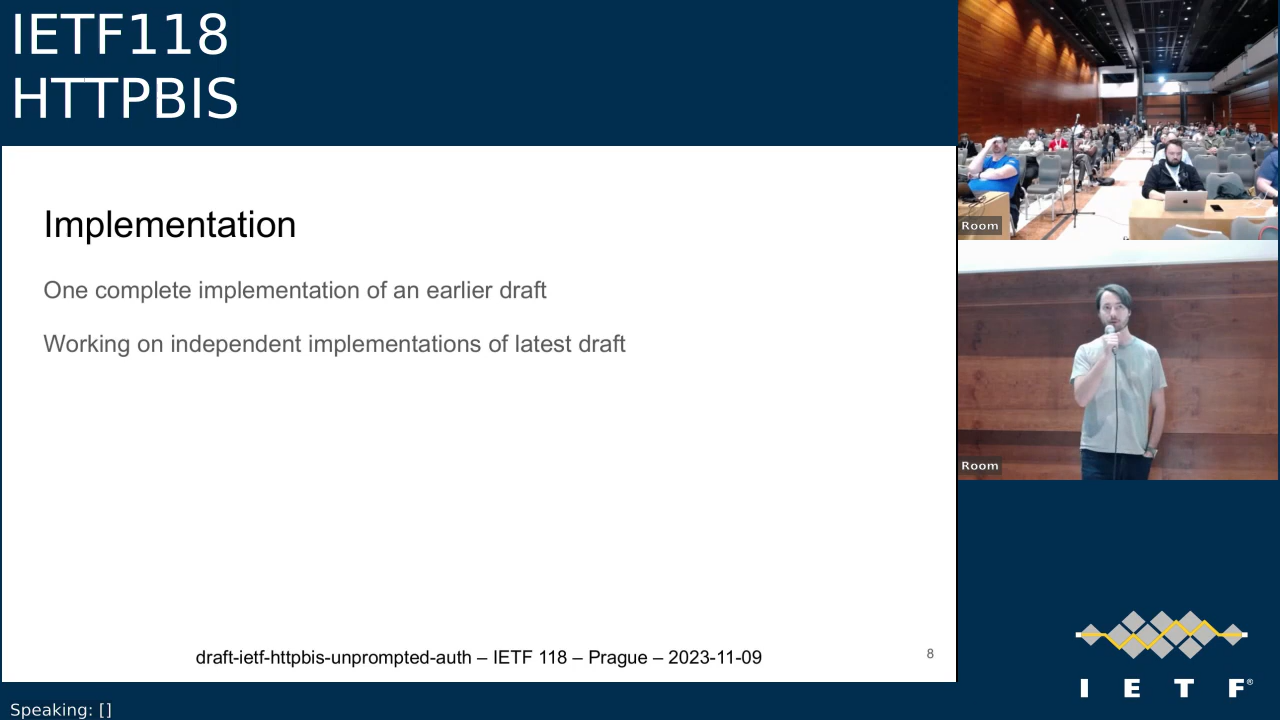 IETF118
HTTPBIS
Implementation
One complete implementation of an earlier draft
Working on independent implementations of latest draft
draft-ietf-httpbis-unprompted-auth – IETF 118 – Prague – 2023-11-09
8
Room
Room
I E T F®
Speaking: []